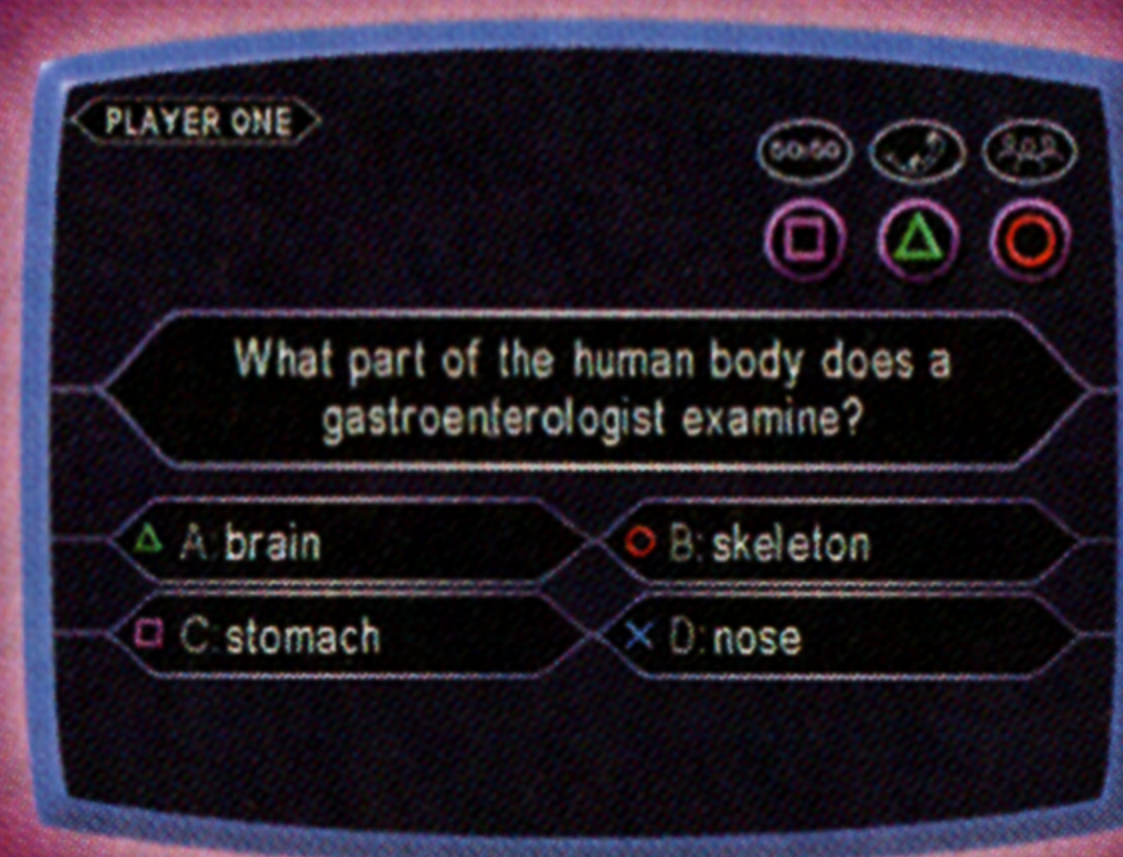 PLAYER ONE
50:50
What part of the human body does a
gastroenterologist examine?
A: brain
B: skeleton
C: stomach
D: nose